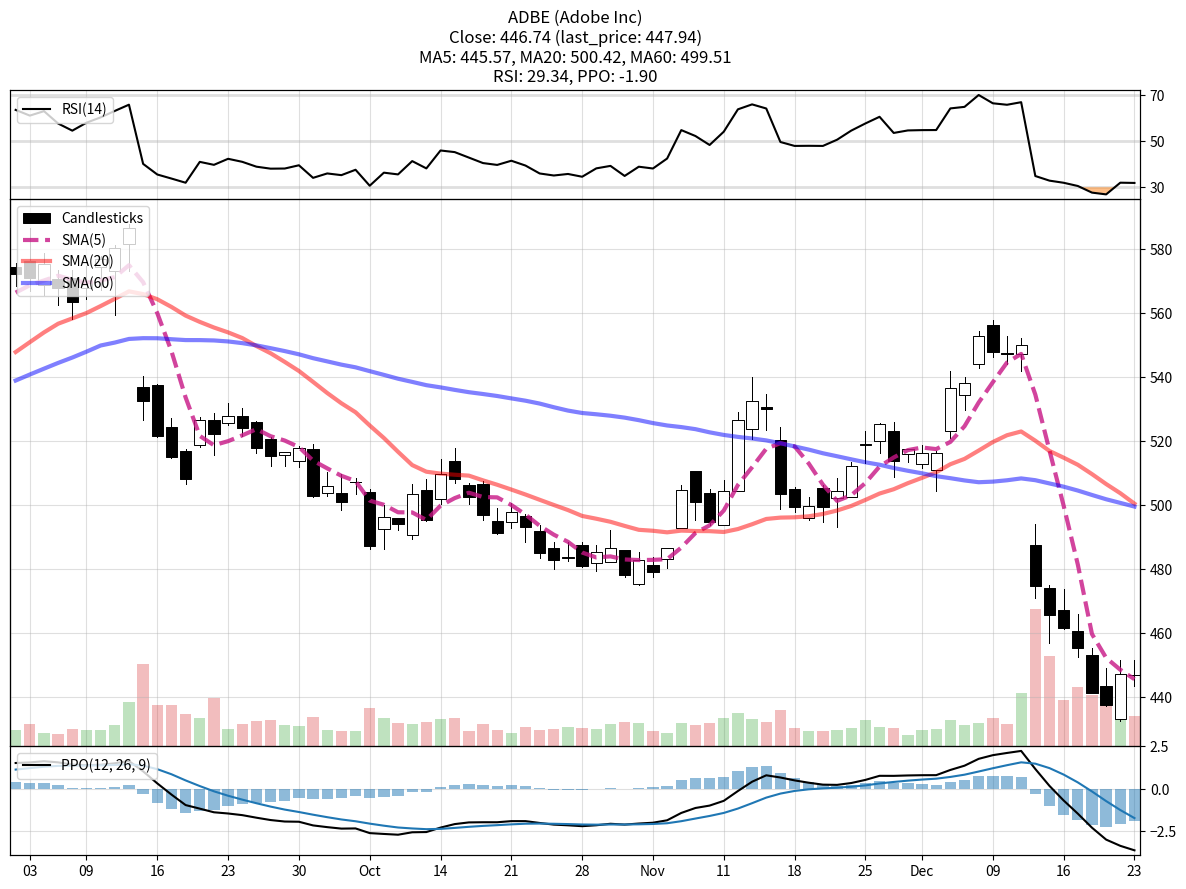 ADBE (Adobe Inc)
Close: 446.74 (last_price: 447.94)
MA5: 445.57, MA20: 500.42, MA60: 499.51
RSI: 29.34, PPO: -1.90
RSI(14)
70
50
30
Candlesticks
SMA(5)
SMA(20)
SMA(60)
580
560
540
520
500
480
460
440
PPO(12, 26, 9)
2.5
0.0
−2.5
03 09 16 23 30 Oct 14 21 28 Nov 11 18 25 Dec 09 16 23